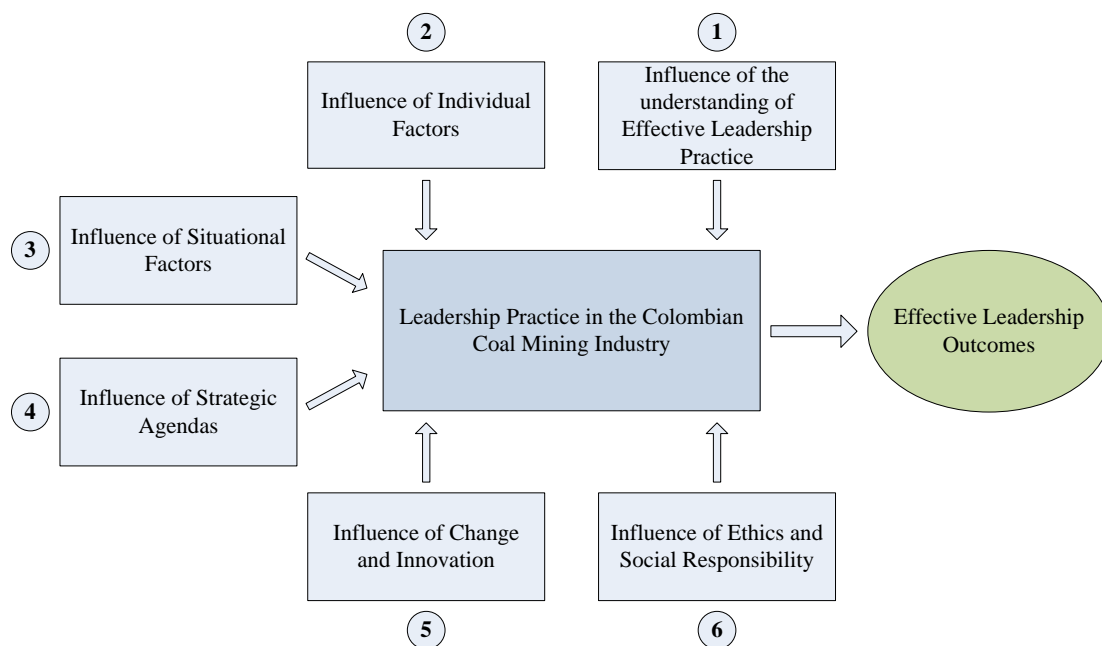 2
1
Influence of Individual
Factors
Influence of the
understanding of
Effective Leadership
Practice
3
Influence of Situational
Factors
Leadership Practice in the Colombian
Coal Mining Industry
Effective Leadership
Outcomes
4
Influence of Strategic
Agendas
Influence of Change
and Innovation
Influence of Ethics and
Social Responsibility
5
6